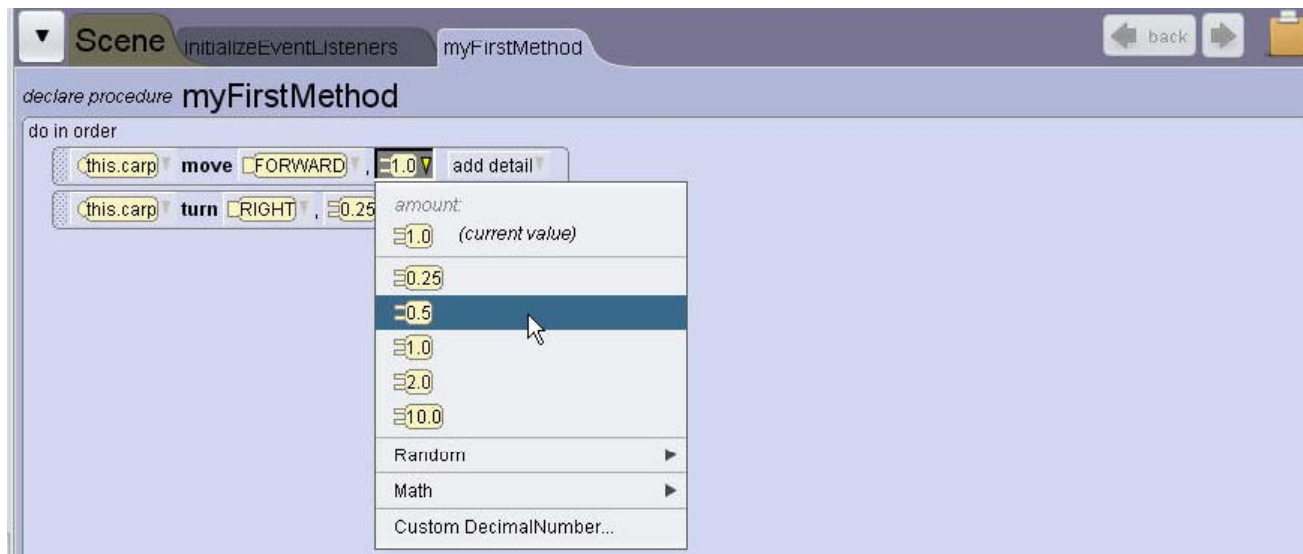 Scene initializeEventListeners myFirstMethod back
declare procedure myFirstMethod
do in order
this.carp move FORWARD , 1.0 add detail
this.carp turn RIGHT , 0.25
amount:
1.0 (current value)
0.25
0.5
1.0
2.0
10.0
Random
Math
Custom DecimalNumber...